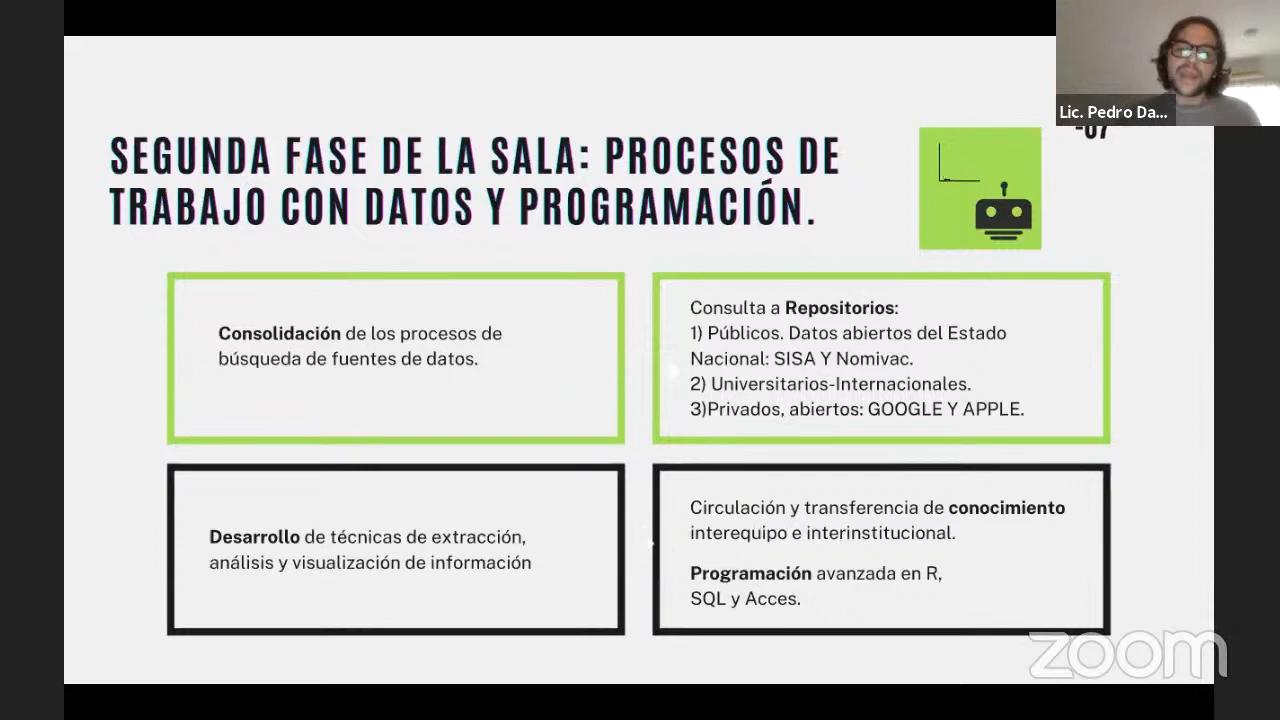 Lic. Pedro Da...
-07
SEGUNDA FASE DE LA SALA: PROCESOS DE
TRABAJO CON DATOS Y PROGRAMACIÓN.
Consolidación de los procesos de
búsqueda de fuentes de datos.
Consulta a Repositorios:
1) Públicos. Datos abiertos del Estado
Nacional: SISA Y Nomivac.
2) Universitarios-Internacionales.
3)Privados, abiertos: GOOGLE Y APPLE.
Desarrollo de técnicas de extracción,
análisis y visualización de información
Circulación y transferencia de conocimiento
interequipo e interinstitucional.
Programación avanzada en R,
SQL y Acces.
zoom